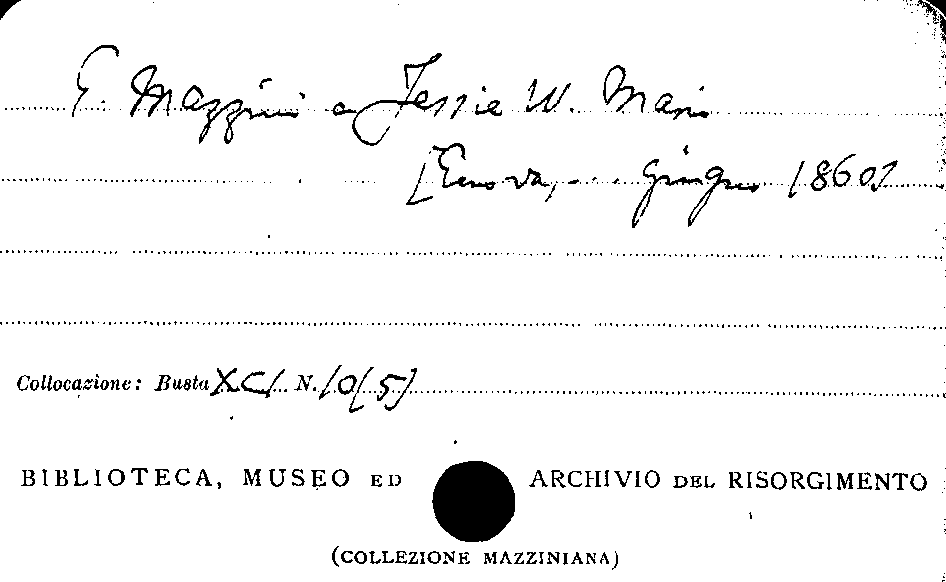 G. Mazzini a Jessie W. Mario
[Genova, ... giugno 1860]
Collocazione: Busta XCI N. 10(5)
BIBLIOTECA, MUSEO ED ARCHIVIO DEL RISORGIMENTO
(COLLEZIONE MAZZINIANA)